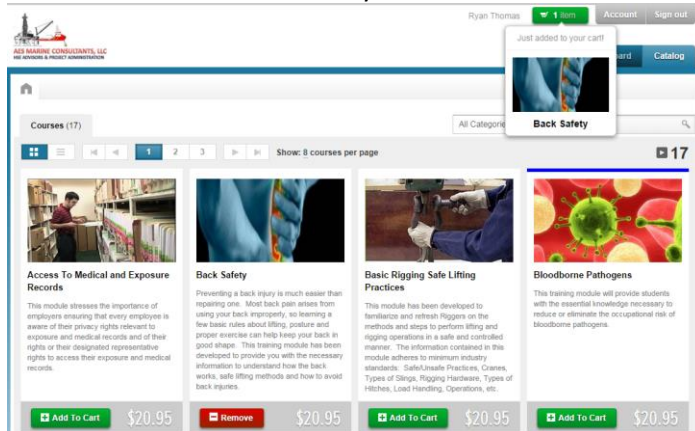 Ryan Thomas
1 item
Account
Sign out
Just added to your cart!
AES MARINE CONSULTANTS, LLC
HSE ADVISORS & PROJECT ADMINISTRATION
ard
Catalog
Back Safety
Courses (17)
All Categorie
1 2 3
Show: 8 courses per page
17
Access To Medical and Exposure
Records
This module stresses the importance of
employers ensuring that every employee is
aware of their privacy rights relevant to
exposure and medical records and of their
rights or their designated representative
rights to access their exposure and medical
records.
Add To Cart $20.95
Back Safety
Preventing a back injury is much easier than
repairing one. Most back pain arises from
using your back improperly, so learning a
few basic rules about lifting, posture and
proper exercise can help keep your back in
good shape. This training module has been
developed to provide you with the necessary
information to understand how the back
works, safe lifting methods and how to avoid
back injuries.
Remove $20.95
Basic Rigging Safe Lifting
Practices
This module has been developed to
familiarize and refresh Riggers on the
methods and steps to perform lifting and
rigging operations in a safe and controlled
manner. The information contained in this
module adheres to minimum industry
standards: Safe/Unsafe Practices, Cranes,
Types of Slings, Rigging Hardware, Types of
Hitches, Load Handling, Operations, etc.
Add To Cart $20.95
Bloodborne Pathogens
This training module will provide students
with the essential knowledge necessary to
reduce or eliminate the occupational risk of
bloodborne pathogens.
Add To Cart $20.95